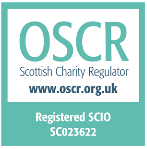 OSCR
Scottish Charity Regulator
www.oscr.org.uk
Registered SCIO
SC023622